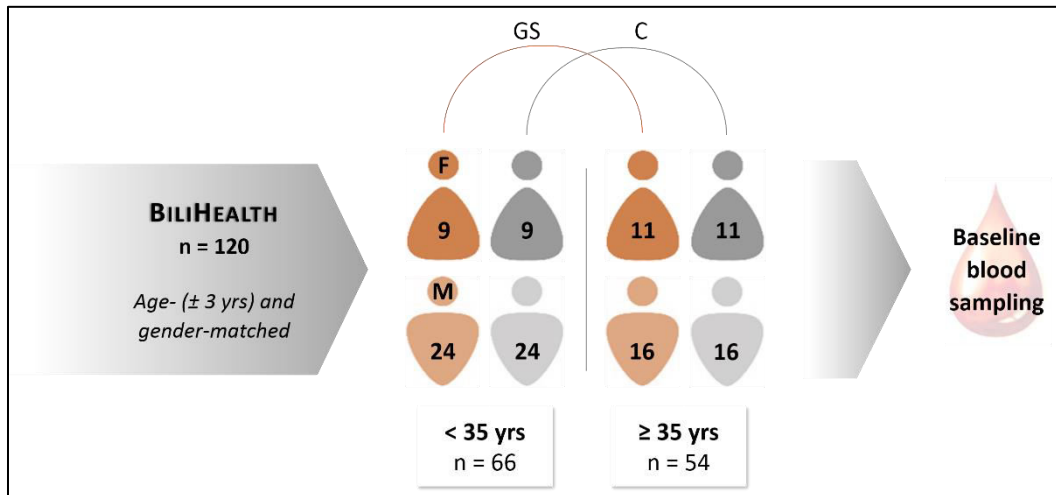 GS
C
BILIHEALTH
n = 120
Age- (± 3 yrs) and
gender-matched
F
9
9
11
11
M
24
24
16
16
< 35 yrs
n = 66
≥ 35 yrs
n = 54
Baseline
blood
sampling